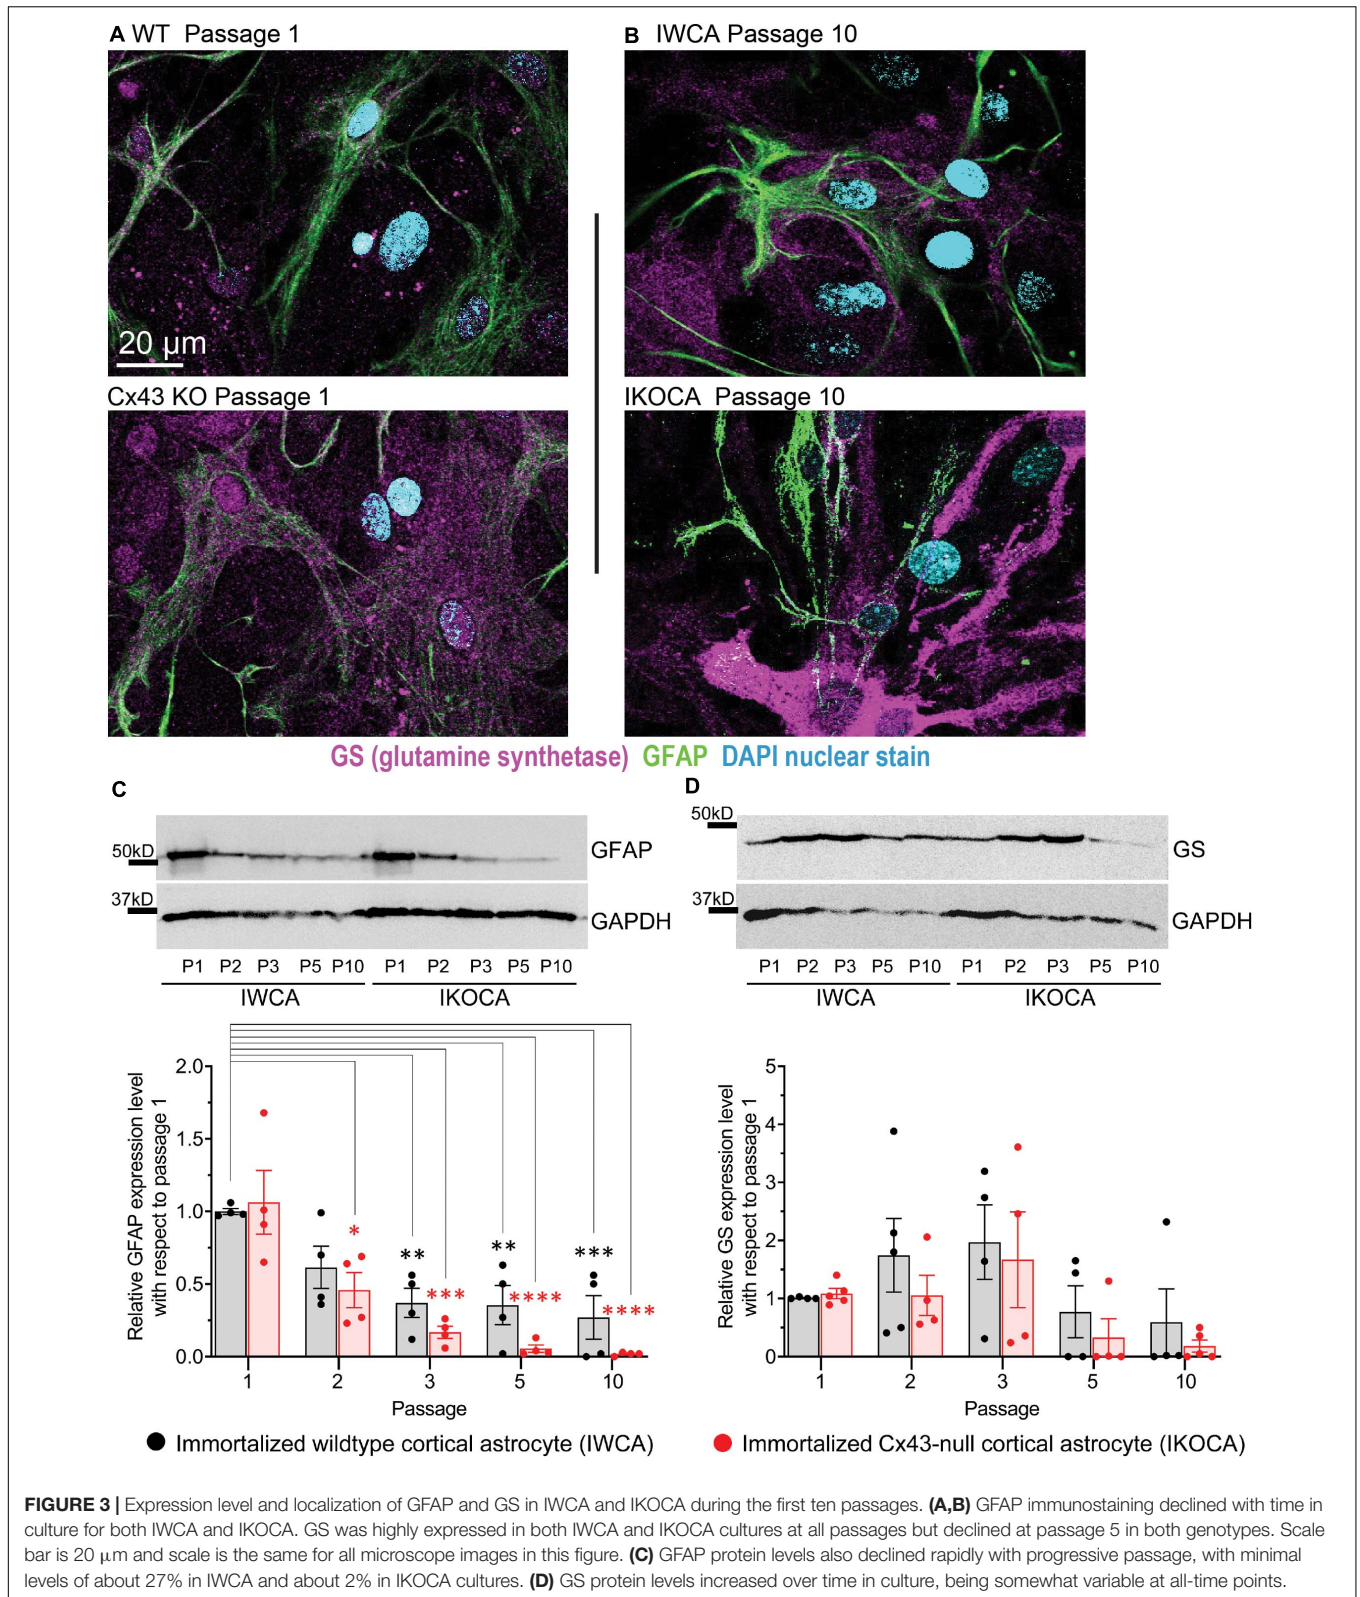 A WT Passage 1
B IWCA Passage 10
20 µm
Cx43 KO Passage 1
IKOCA Passage 10
GS (glutamine synthetase) GFAP DAPI nuclear stain
C
50kD
GFAP
37kD
GAPDH
P1 P2 P3 P5 P10 P1 P2 P3 P5 P10
IWCA IKOCA
D
50kD
GS
37kD
GAPDH
P1 P2 P3 P5 P10 P1 P2 P3 P5 P10
IWCA IKOCA
Relative GFAP expression level
with respect to passage 1
2.0
1.5
1.0
0.5
0.0
*
**
***
**
****
***
****
1 2 3 5 10
Passage
Relative GS expression level
with respect to passage 1
5
4
3
2
1
0
1 2 3 5 10
Passage
Immortalized wildtype cortical astrocyte (IWCA)
Immortalized Cx43-null cortical astrocyte (IKOCA)
FIGURE 3 | Expression level and localization of GFAP and GS in IWCA and IKOCA during the first ten passages. (A,B) GFAP immunostaining declined with time in
culture for both IWCA and IKOCA. GS was highly expressed in both IWCA and IKOCA cultures at all passages but declined at passage 5 in both genotypes. Scale
bar is 20 µm and scale is the same for all microscope images in this figure. (C) GFAP protein levels also declined rapidly with progressive passage, with minimal
levels of about 27% in IWCA and about 2% in IKOCA cultures. (D) GS protein levels increased over time in culture, being somewhat variable at all-time points.